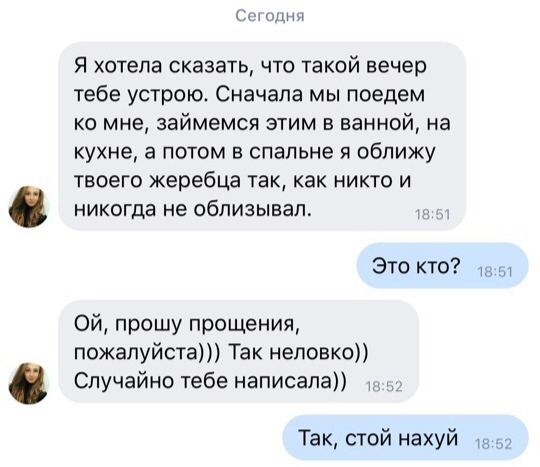 Сегодня
Я хотела сказать, что такой вечер
тебе устрою. Сначала мы поедем
ко мне, займемся этим в ванной, на
кухне, а потом в спальне я оближу
твоего жеребца так, как никто и
никогда не облизывал.
18:51
Это кто?
18:51
Ой, прошу прощения,
пожалуйста))) Так неловко))
Случайно тебе написала))
18:52
Так, стой нахуй
18:52